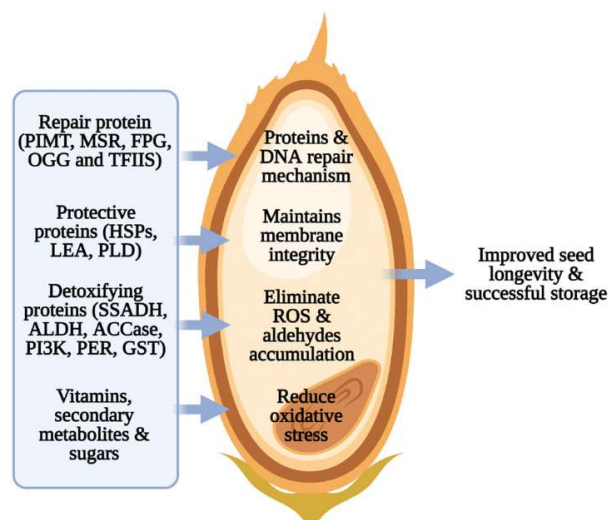 Repair protein
(PIMT, MSR, FPG,
OGG and TFIIS)
Proteins &
DNA repair
mechanism
Protective
proteins (HSPs,
LEA, PLD)
Maintains
membrane
integrity
Detoxifying
proteins (SSADH,
ALDH, ACCase,
PI3K, PER, GST)
Eliminate
ROS &
aldehydes
accumulation
Vitamins,
secondary
metabolites &
sugars
Reduce
oxidative
stress
Improved seed
longevity &
successful storage